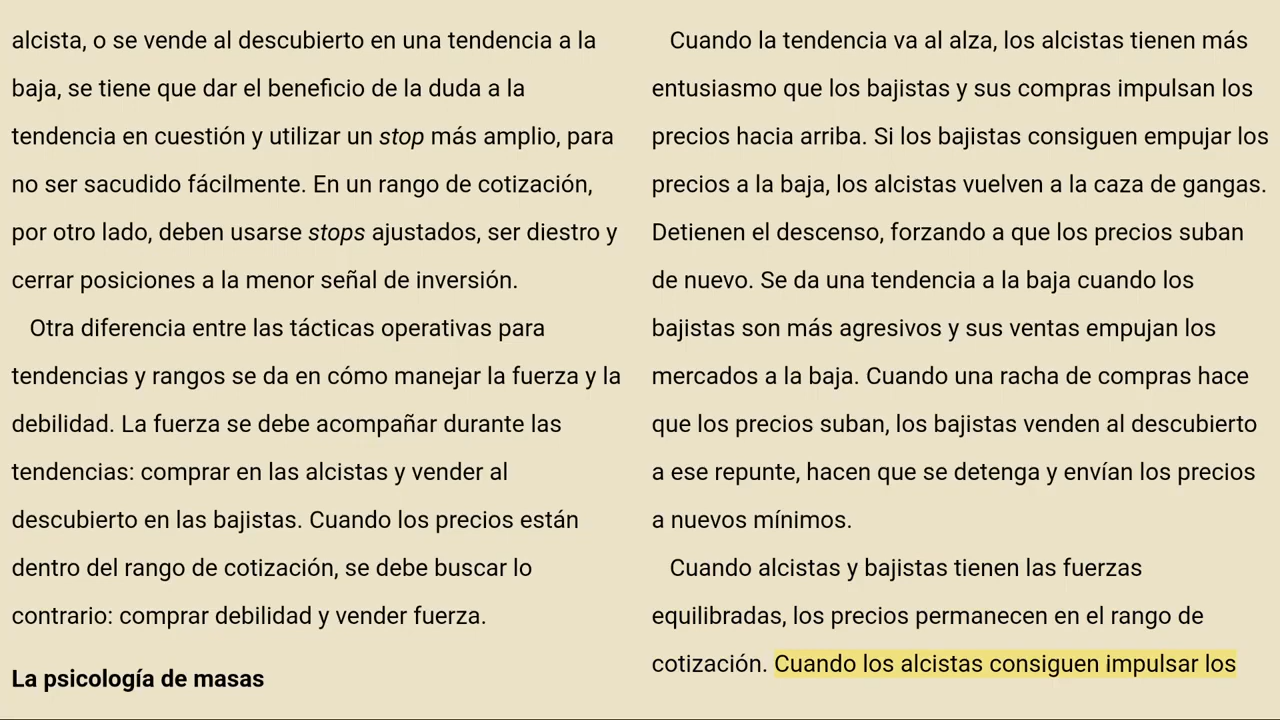 alcista, o se vende al descubierto en una tendencia a la
baja, se tiene que dar el beneficio de la duda a la
tendencia en cuestión y utilizar un stop más amplio, para
no ser sacudido fácilmente. En un rango de cotización,
por otro lado, deben usarse stops ajustados, ser diestro y
cerrar posiciones a la menor señal de inversión.
Otra diferencia entre las tácticas operativas para
tendencias y rangos se da en cómo manejar la fuerza y la
debilidad. La fuerza se debe acompañar durante las
tendencias: comprar en las alcistas y vender al
descubierto en las bajistas. Cuando los precios están
dentro del rango de cotización, se debe buscar lo
contrario: comprar debilidad y vender fuerza.
La psicología de masas
Cuando la tendencia va al alza, los alcistas tienen más
entusiasmo que los bajistas y sus compras impulsan los
precios hacia arriba. Si los bajistas consiguen empujar los
precios a la baja, los alcistas vuelven a la caza de gangas.
Detienen el descenso, forzando a que los precios suban
de nuevo. Se da una tendencia a la baja cuando los
bajistas son más agresivos y sus ventas empujan los
mercados a la baja. Cuando una racha de compras hace
que los precios suban, los bajistas venden al descubierto
a ese repunte, hacen que se detenga y envían los precios
a nuevos mínimos.
Cuando alcistas y bajistas tienen las fuerzas
equilibradas, los precios permanecen en el rango de
cotización. Cuando los alcistas consiguen impulsar los